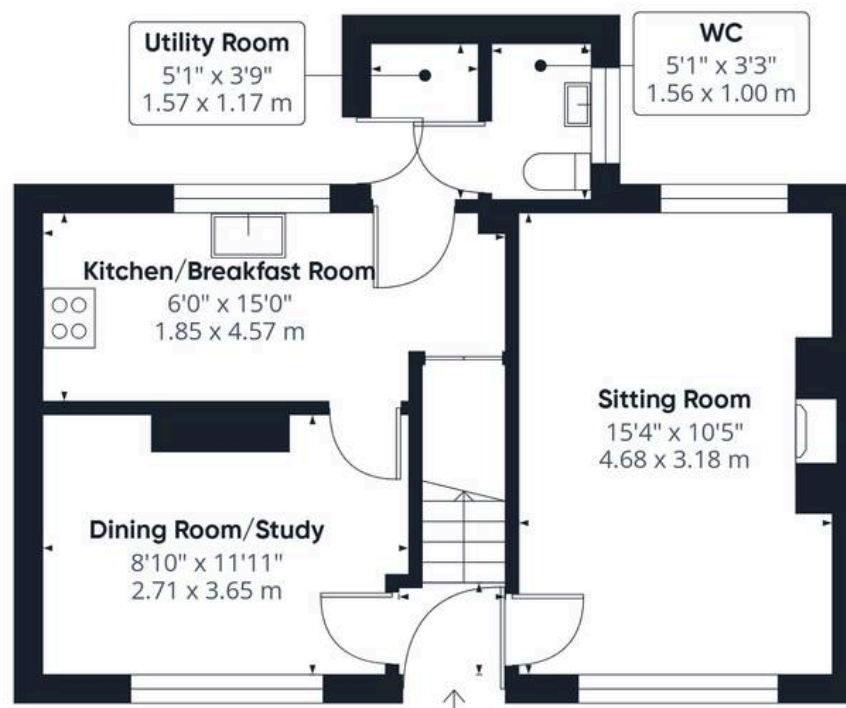 Utility Room
5'1" x 3'9"
1.57 x 1.17 m
WC
5'1" x 3'3"
1.56 x 1.00 m
Kitchen/Breakfast Room
6'0" x 15'0"
1.85 x 4.57 m
Sitting Room
15'4" x 10'5"
4.68 x 3.18 m
Dining Room/Study
8'10" x 11'11"
2.71 x 3.65 m